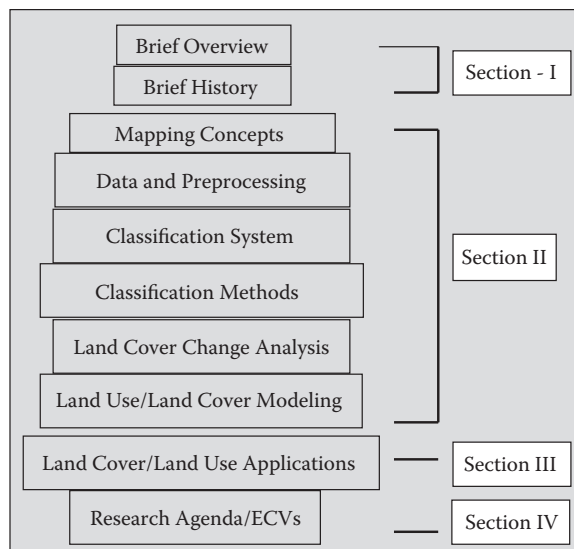 Brief Overview
Brief History
Section - I
Mapping Concepts
Data and Preprocessing
Classification System
Classification Methods
Land Cover Change Analysis
Land Use/Land Cover Modeling
Section II
Land Cover/Land Use Applications
Section III
Research Agenda/ECVs
Section IV